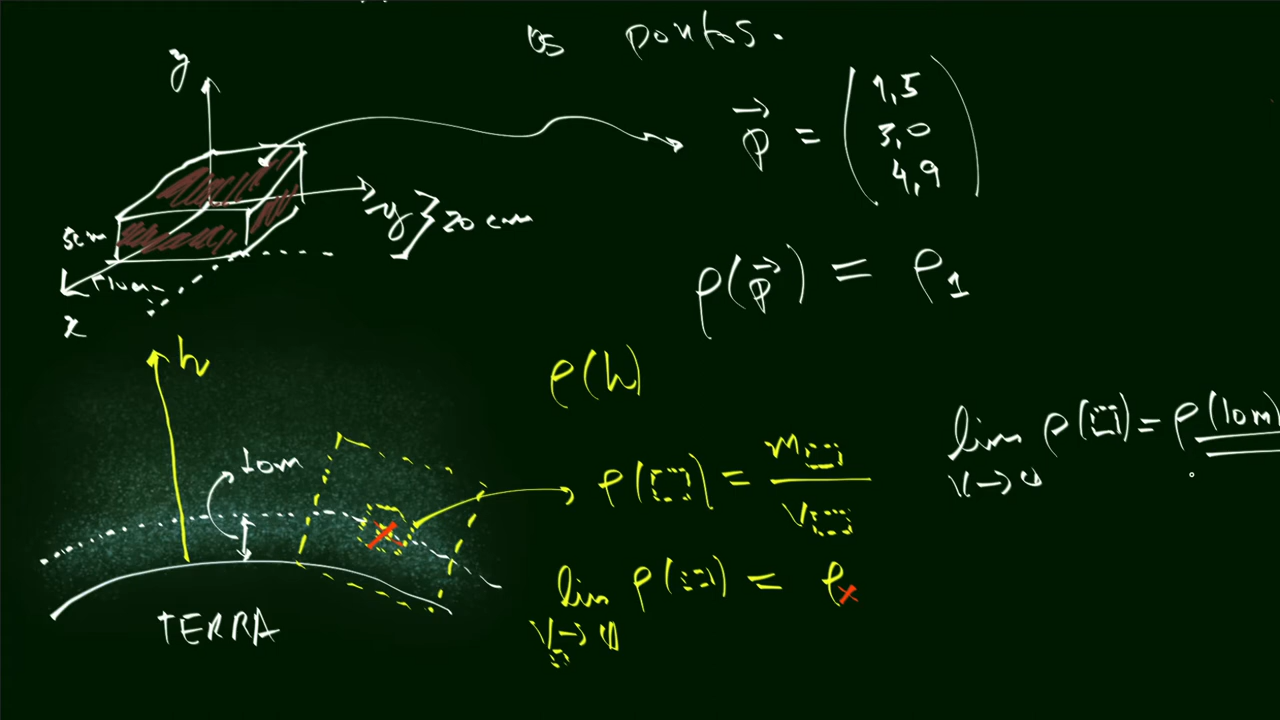 os pontos.
y
p⃗ = (1,5
3,0
4,9)
y } 20 cm
5cm
x
ρ(p⃗) = ρ₁
h
ρ(h)
10m
ρ(□) = m□ / V□
lim ρ(□) = ρ(10m)
V→0
lim ρ(□) = ρx
V□→0
TERRA